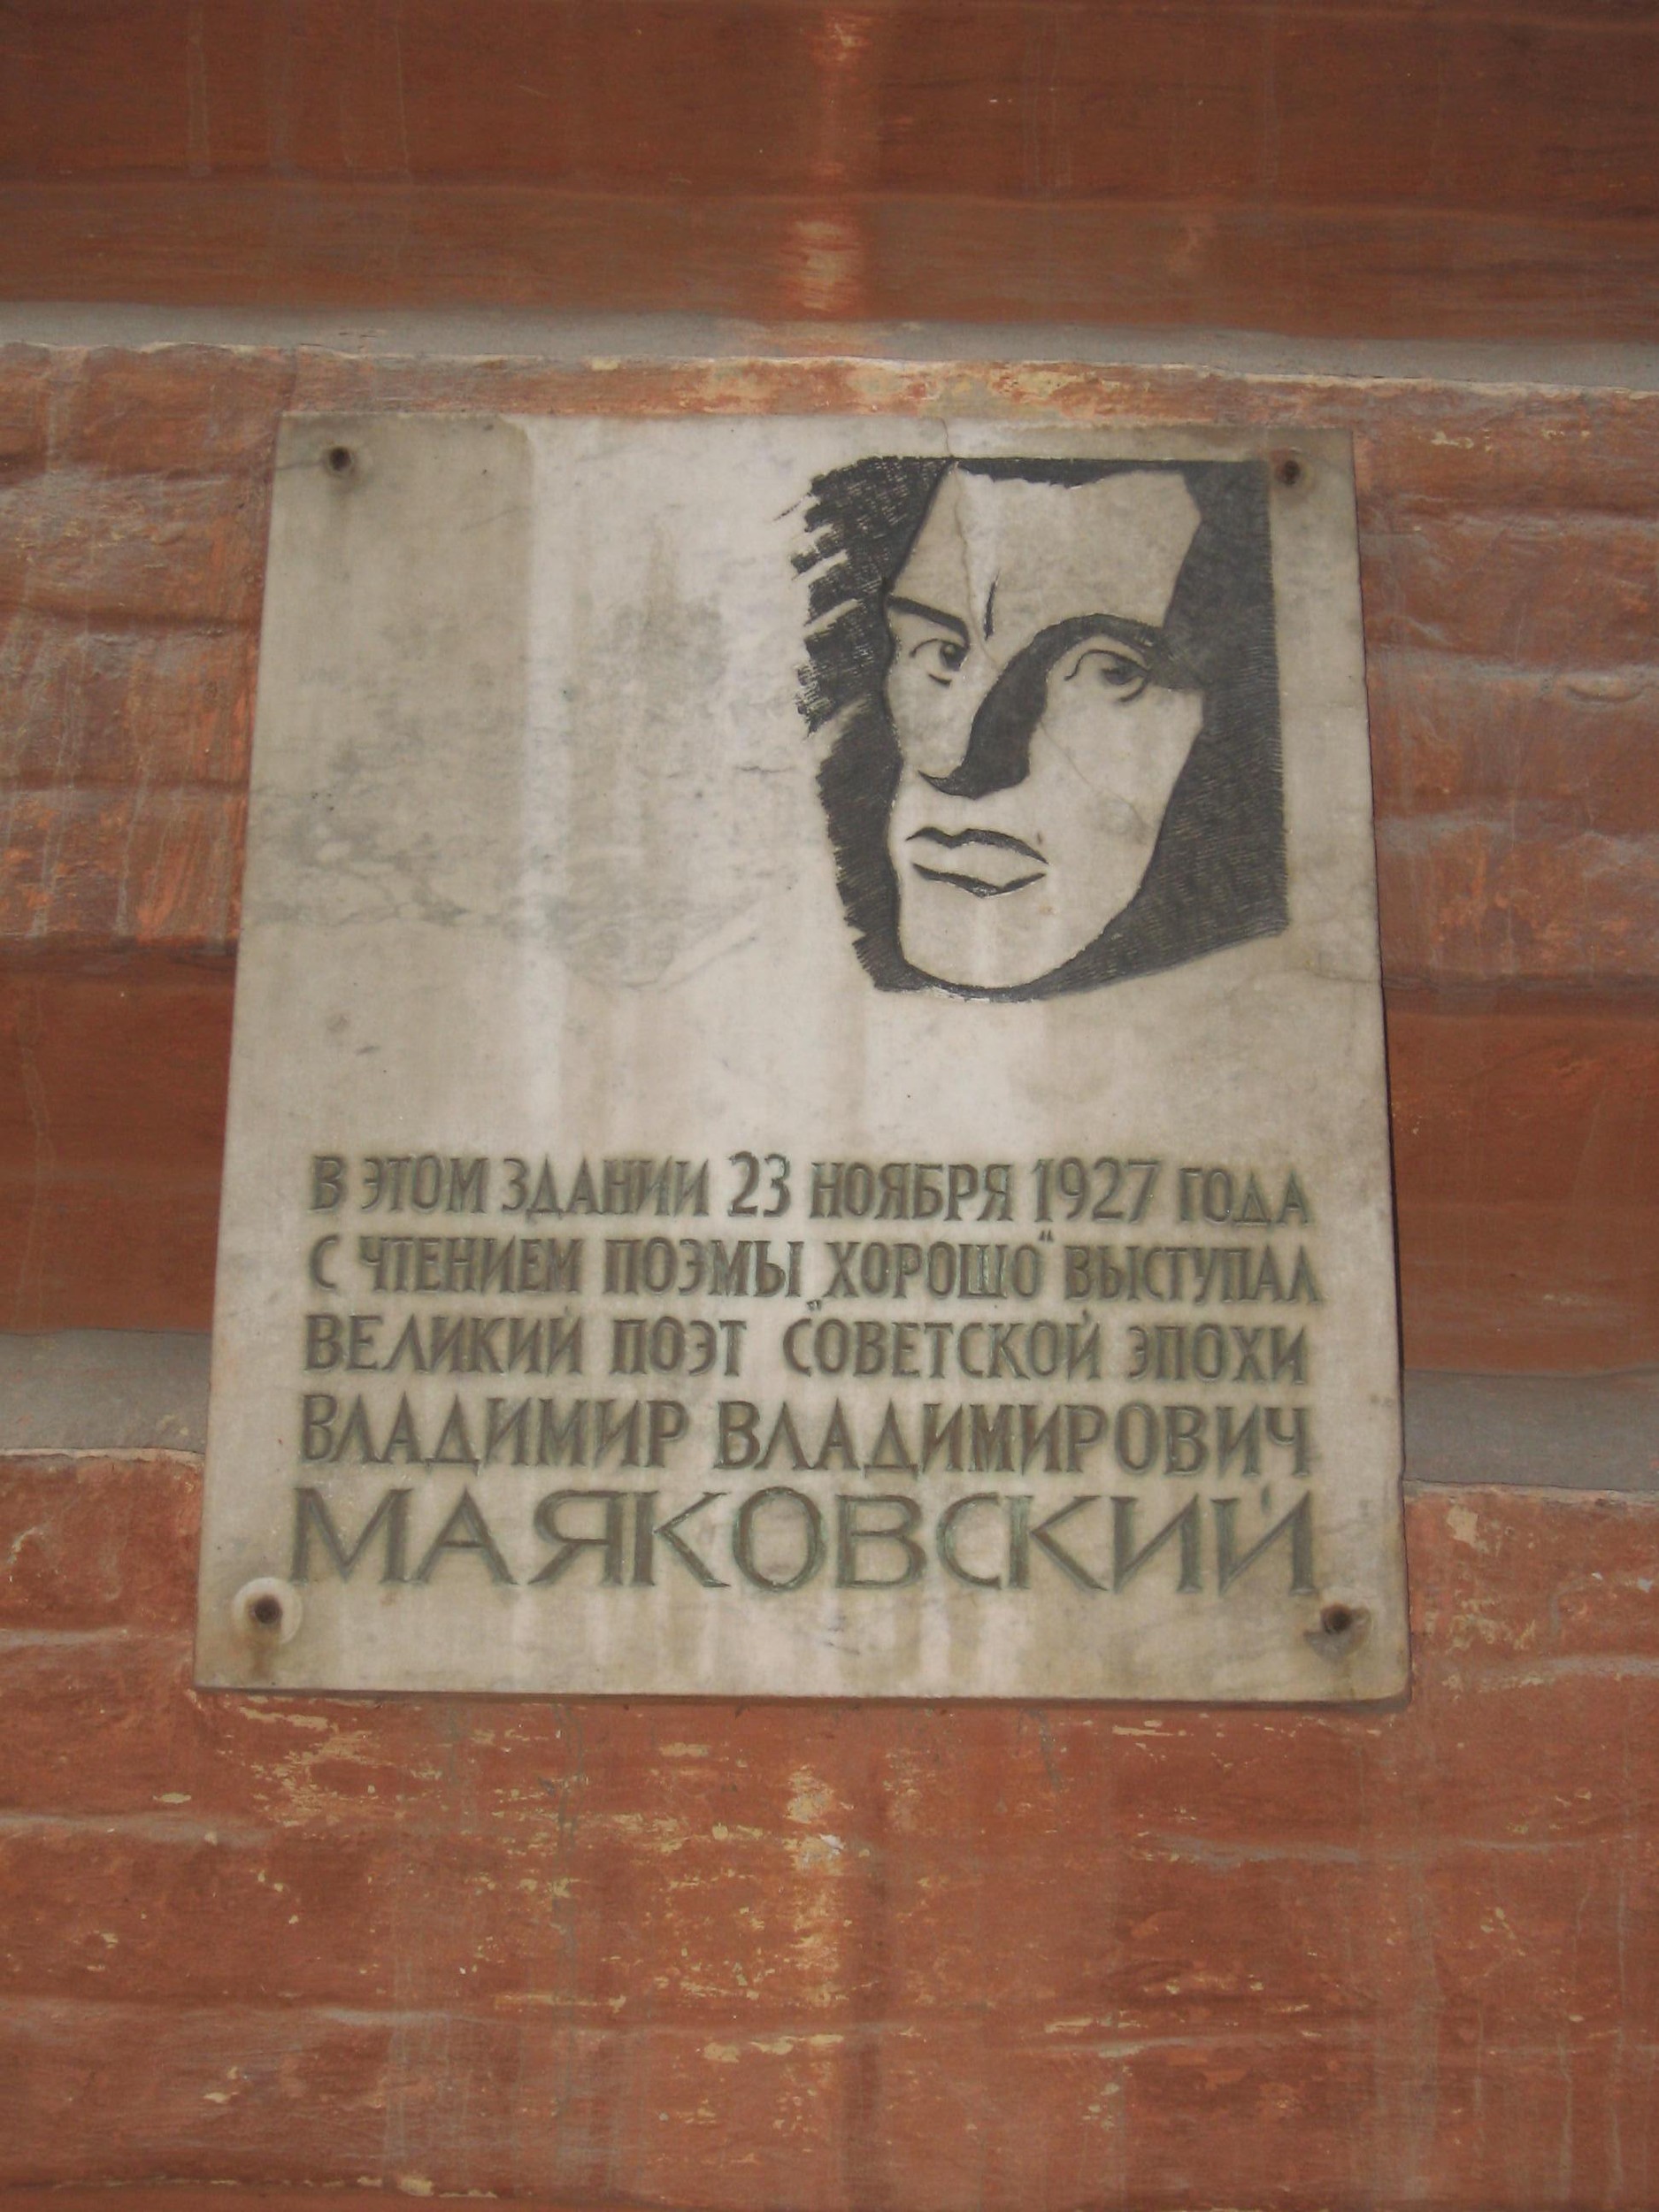 В ЭТОМ ЗДАНИИ 23 НОЯБРЯ 1927 ГОДА
С ЧТЕНИЕМ ПОЭМЫ „ХОРОШО“ ВЫСТУПАЛ
ВЕЛИКИЙ ПОЭТ СОВЕТСКОЙ ЭПОХИ
ВЛАДИМИР ВЛАДИМИРОВИЧ
МАЯКОВСКИЙ